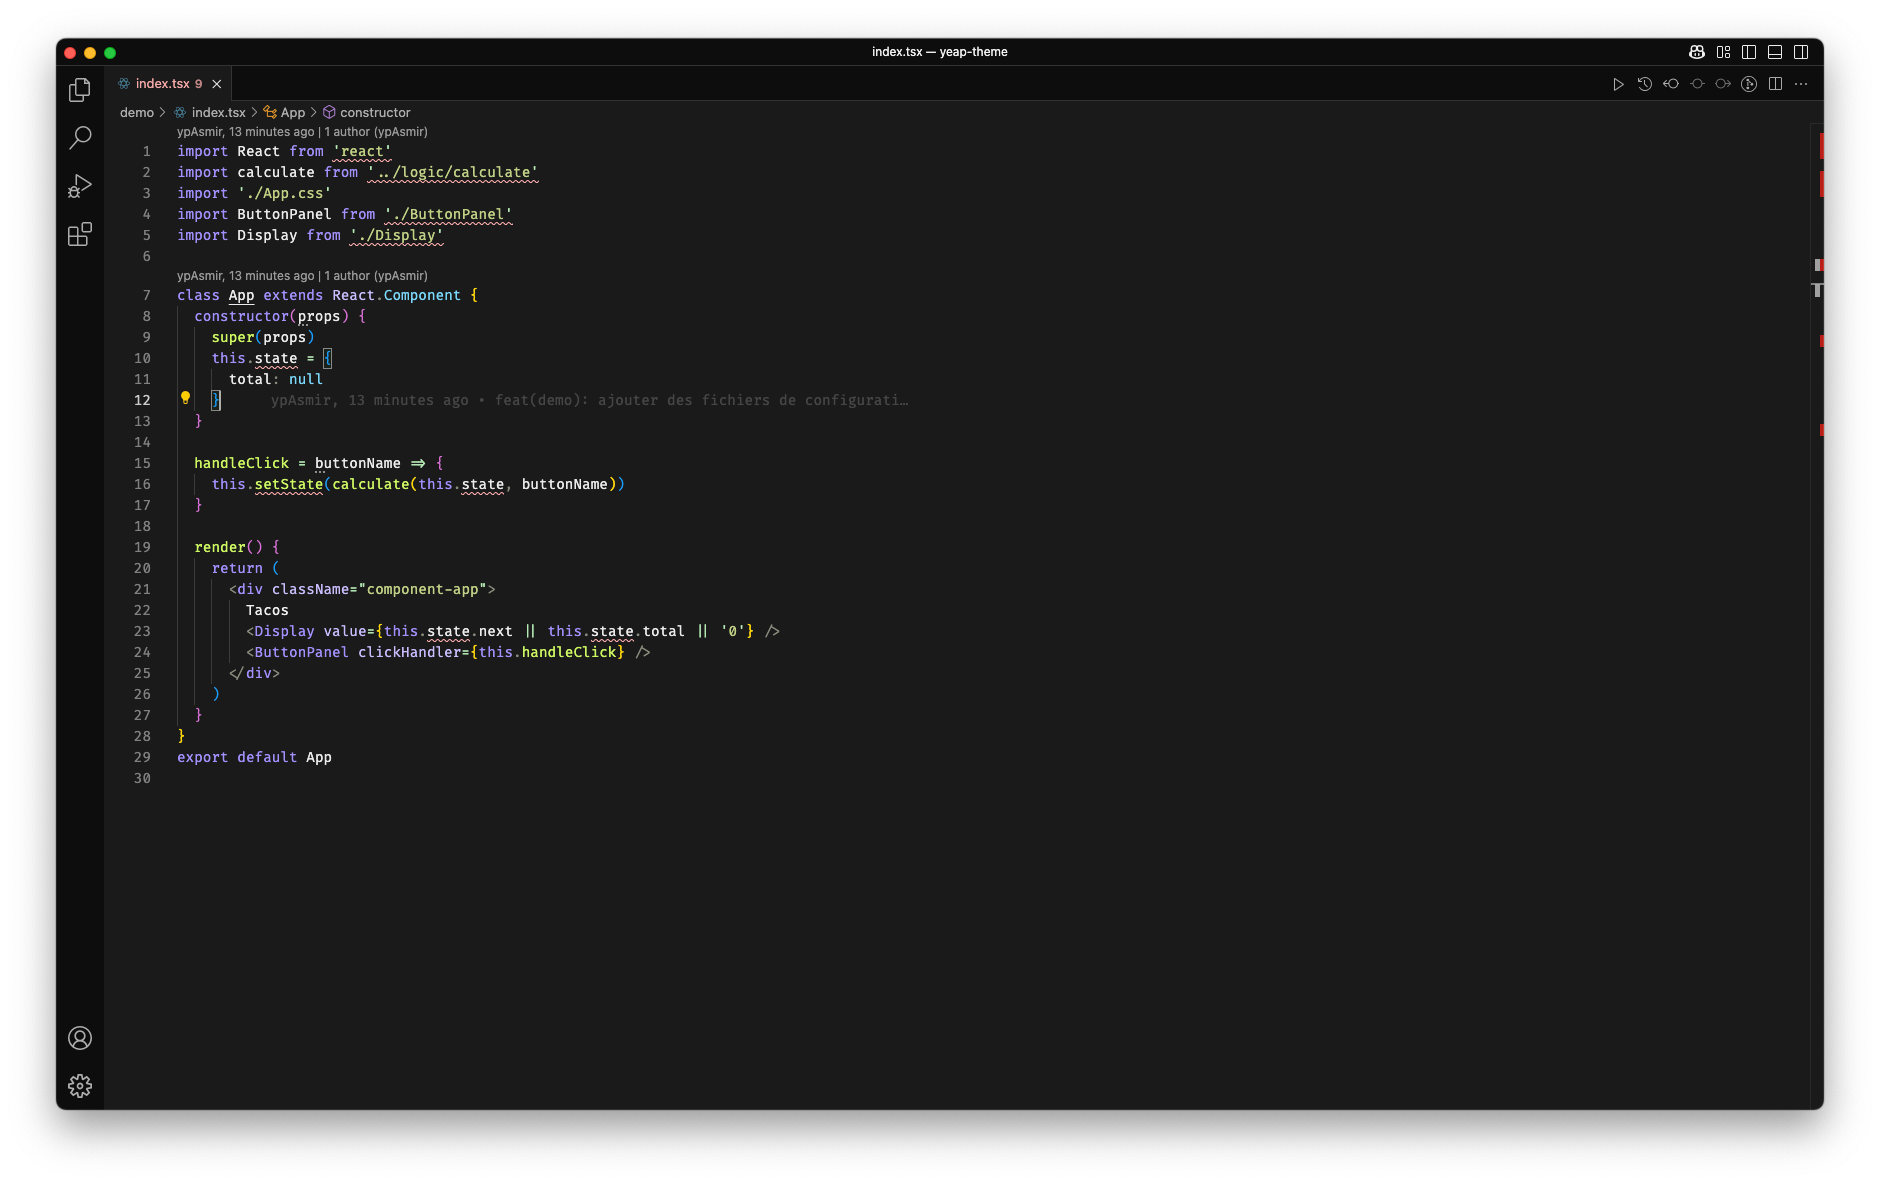 index.tsx — yeap-theme
index.tsx 9
demo > index.tsx > App > constructor
ypAsmir, 13 minutes ago | 1 author (ypAsmir)
1 import React from 'react'
2 import calculate from '../logic/calculate'
3 import './App.css'
4 import ButtonPanel from './ButtonPanel'
5 import Display from './Display'
6
ypAsmir, 13 minutes ago | 1 author (ypAsmir)
7 class App extends React.Component {
8 constructor(props) {
9 super(props)
10 this.state = {
11 total: null
12 } ypAsmir, 13 minutes ago • feat(demo): ajouter des fichiers de configurati…
13 }
14
15 handleClick = buttonName => {
16 this.setState(calculate(this.state, buttonName))
17 }
18
19 render() {
20 return (
21 <div className="component-app">
22 Tacos
23 <Display value={this.state.next || this.state.total || '0'} />
24 <ButtonPanel clickHandler={this.handleClick} />
25 </div>
26 )
27 }
28 }
29 export default App
30